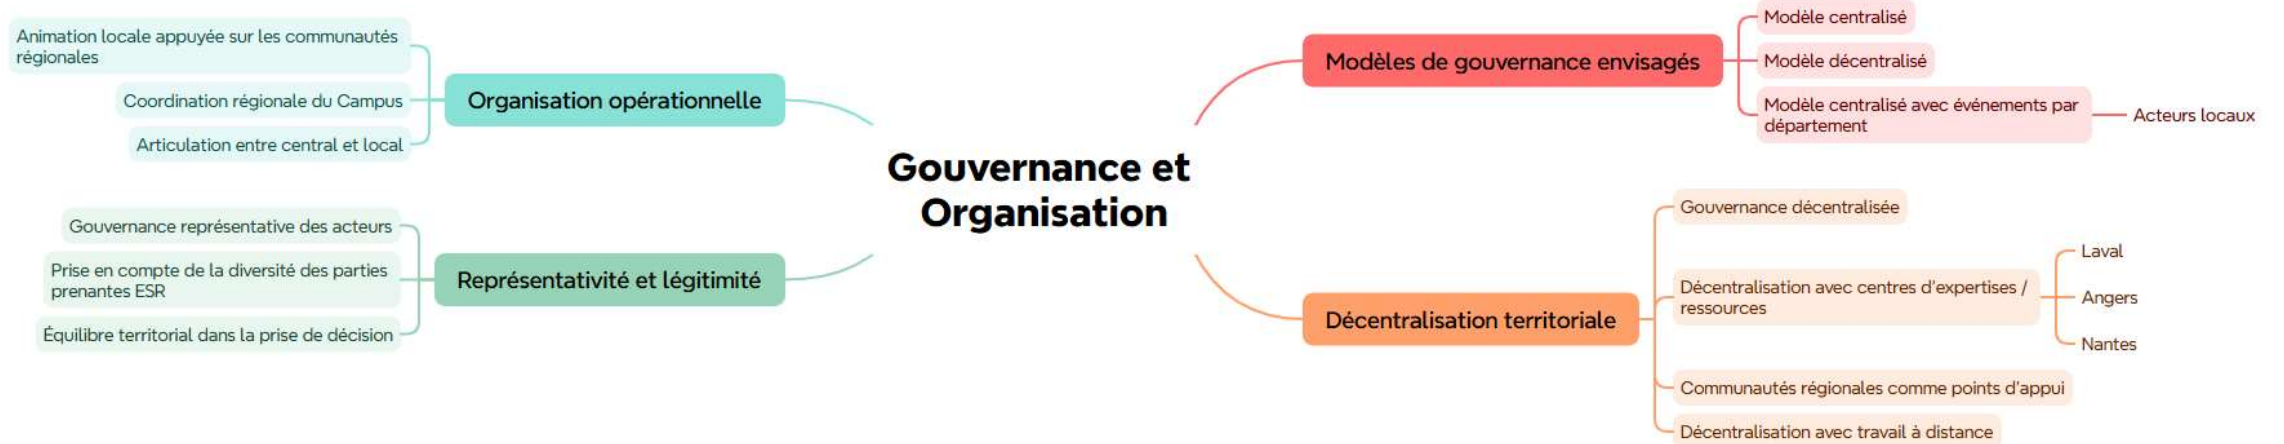 Gouvernance et
Organisation
Organisation opérationnelle
Animation locale appuyée sur les communautés
régionales
Coordination régionale du Campus
Articulation entre central et local
Représentativité et légitimité
Gouvernance représentative des acteurs
Prise en compte de la diversité des parties
prenantes ESR
Équilibre territorial dans la prise de décision
Modèles de gouvernance envisagés
Modèle centralisé
Modèle décentralisé
Modèle centralisé avec événements par
département
Acteurs locaux
Décentralisation territoriale
Gouvernance décentralisée
Décentralisation avec centres d'expertises /
ressources
Laval
Angers
Nantes
Communautés régionales comme points d'appui
Décentralisation avec travail à distance